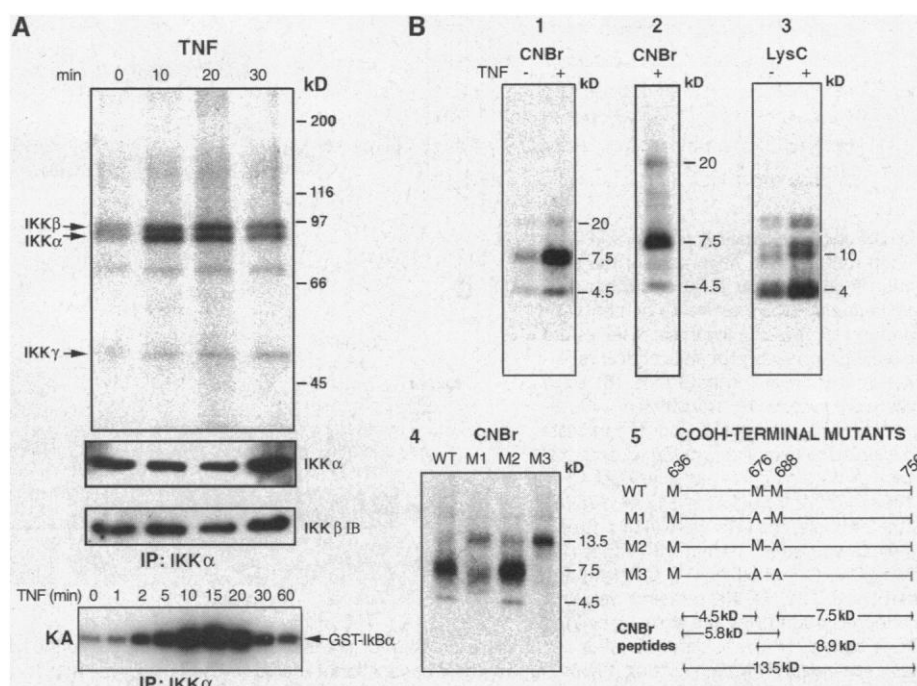 A
TNF
min 0 10 20 30
kD
200
116
IKKβ
97
IKKα
66
IKKγ
45
IKKα
IKKβ IB
IP: IKKα
TNF (min) 0 1 2 5 10 15 20 30 60
KA
GST-IkBα
IP: IKKα
B
1 2 3
CNBr CNBr LysC
TNF - + + - +
kD kD kD
20
7.5
4.5
20
7.5
4.5
10
4
4
CNBr
WT M1 M2 M3
kD
13.5
7.5
4.5
5 COOH-TERMINAL MUTANTS
636 676 688 756
WT M M M
M1 M A M
M2 M M A
M3 M A A
4.5kD 7.5kD
CNBr 5.8kD
peptides 8.9kD
13.5kD